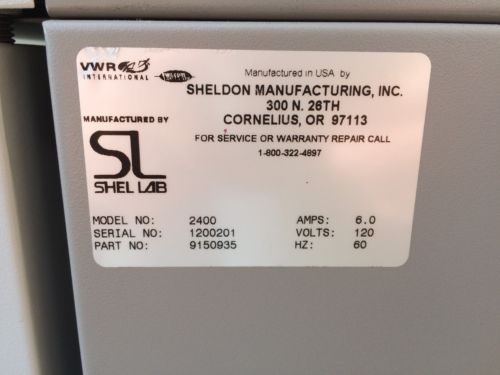 VWR
INTERNATIONAL
Manufactured in USA by
SHELDON MANUFACTURING, INC.
300 N. 26TH
CORNELIUS, OR 97113
MANUFACTURED BY
FOR SERVICE OR WARRANTY REPAIR CALL
1-800-322-4897
SL
SHEL LAB
MODEL NO: 2400 AMPS: 6.0
SERIAL NO: 1200201 VOLTS: 120
PART NO: 9150935 HZ: 60